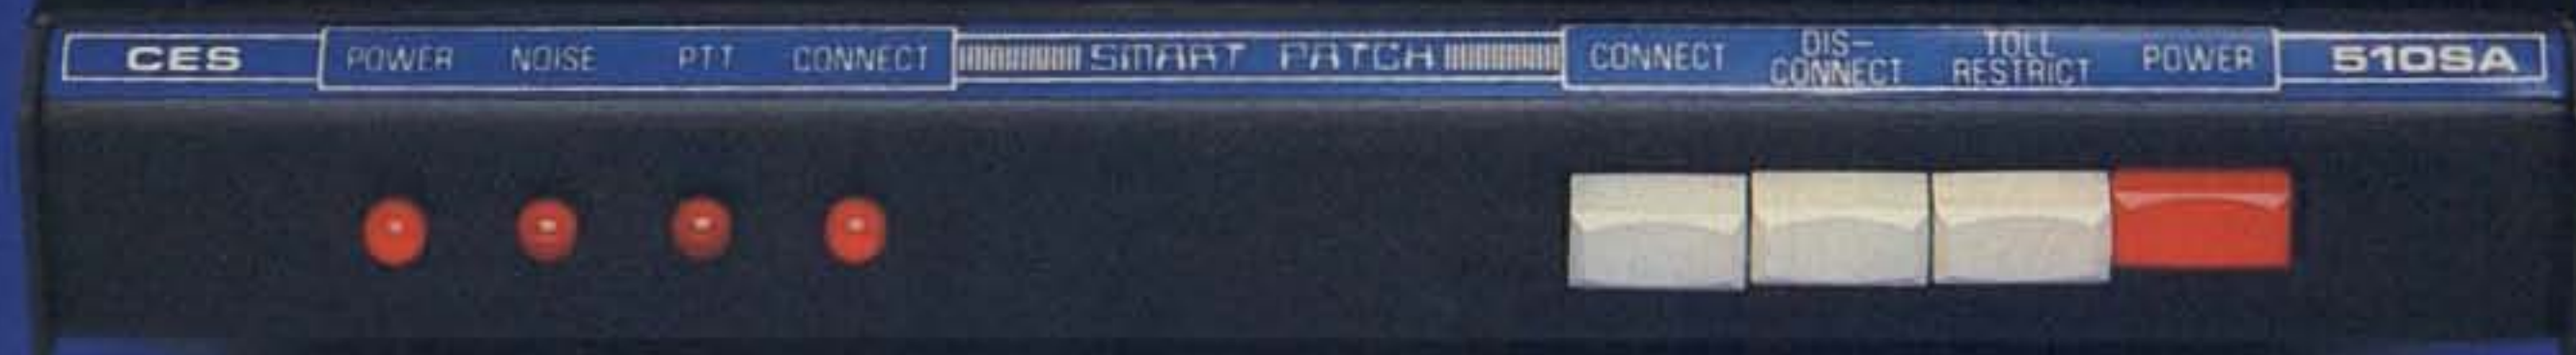 CES POWER NOISE PTT CONNECT SMART PATCH CONNECT DIS- CONNECT TOLL RESTRICT POWER 510SA